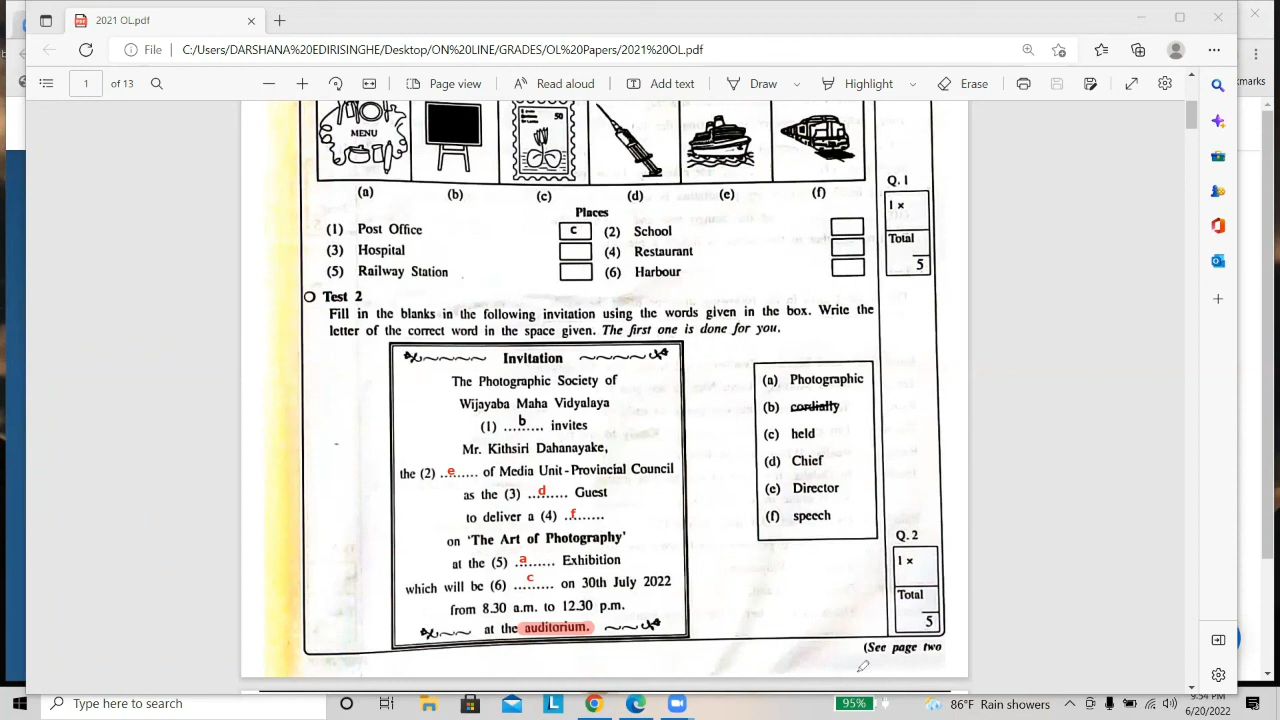 2021 OL.pdf
File C:/Users/DARSHANA%20EDIRISINGHE/Desktop/ON%20LINE/GRADES/OL%20Papers/2021%20OL.pdf
1 of 13 Page view Read aloud Add text Draw Highlight Erase
kmarks
MENU 50
(a) (b) (c) (d) (e) (f)
Places
(1) Post Office c (2) School
(3) Hospital (4) Restaurant
(5) Railway Station (6) Harbour
Q. 1
1 ×
Total
5
Test 2
Fill in the blanks in the following invitation using the words given in the box. Write the
letter of the correct word in the space given. The first one is done for you.
Invitation
The Photographic Society of
Wijayaba Maha Vidyalaya
(1) ...b...... invites
Mr. Kithsiri Dahanayake,
the (2) ...e...... of Media Unit-Provincial Council
as the (3) ...d...... Guest
to deliver a (4) ...f......
on 'The Art of Photography'
at the (5) ...a...... Exhibition
which will be (6) ...c...... on 30th July 2022
from 8.30 a.m. to 12.30 p.m.
at the auditorium.
(a) Photographic
(b) cordially
(c) held
(d) Chief
(e) Director
(f) speech
Q. 2
1 ×
Total
5
(See page two
Type here to search
95% 86°F Rain showers 9:54 PM
6/20/2022